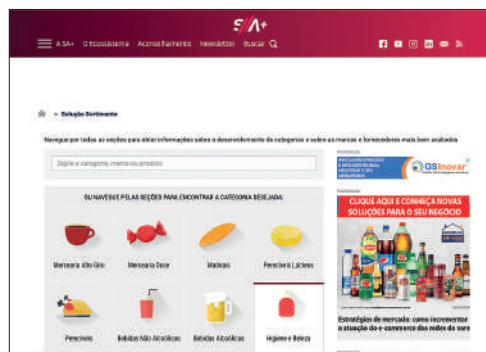 S//A+
A SA+ O Ecossistema Aconselhamento Newsletter Buscar
» Solução Sortimento
Navegue por todas as seções para obter informações sobre o desenvolvimento da categorias e sobre as marcas e fornecedores mais bem avaliados
Digite a categoria, marca ou produto
OU NAVEGUE PELAS SEÇÕES PARA ENCONTRAR A CATEGORIA DESEJADA:
Mercearia Alto Giro Mercearia Doce Matinais Perecíveis Lácteos
Perecíveis Bebidas Não Alcoólicas Bebidas Alcoólicas Higiene e Beleza
GSInovar
CLIQUE AQUI E CONHEÇA NOVAS
SOLUÇÕES PARA O SEU NEGÓCIO
Estratégias de mercado: como incrementar
a atuação do e-commerce das redes do vare